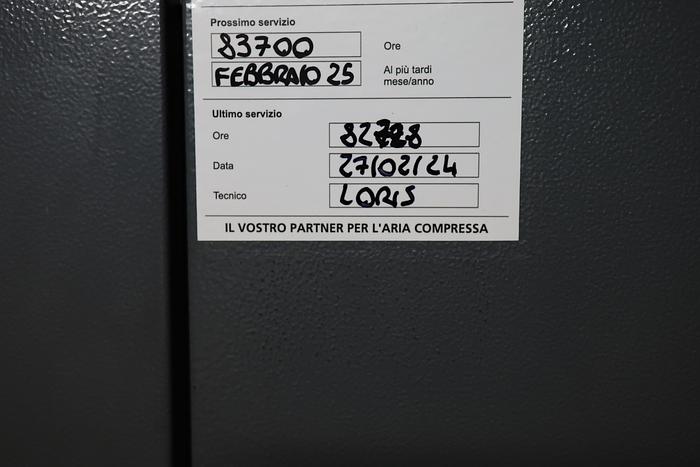 Prossimo servizio
83700 Ore
FEBBRAIO 25 Al più tardi
mese/anno
Ultimo servizio
Ore
Data 27/02/24
Tecnico LORIS
IL VOSTRO PARTNER PER L'ARIA COMPRESSA